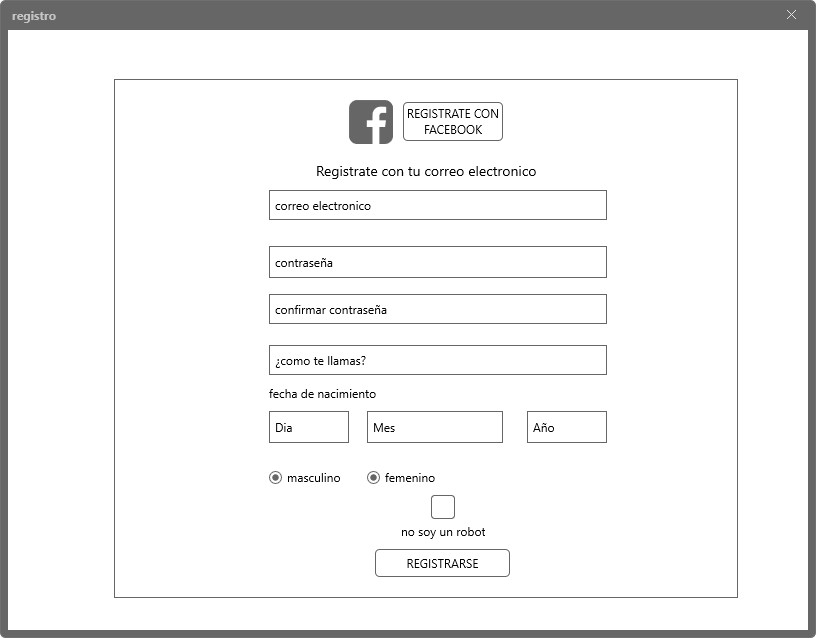 registro
REGISTRATE CON
FACEBOOK
Registrate con tu correo electronico
correo electronico
contraseña
confirmar contraseña
¿como te llamas?
fecha de nacimiento
Dia Mes Año
masculino femenino
no soy un robot
REGISTRARSE